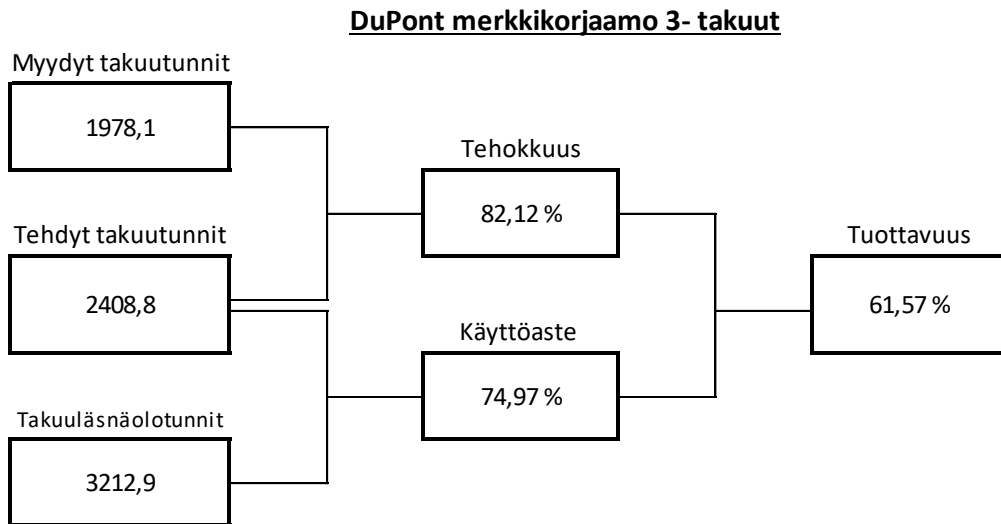 DuPont merkkikorjaamo 3- takuut
Myydyt takuutunnit
1978,1
Tehokkuus
82,12 %
Tehdyt takuutunnit
2408,8
Tuottavuus
61,57 %
Käyttöaste
74,97 %
Takuuläsnäolotunnit
3212,9